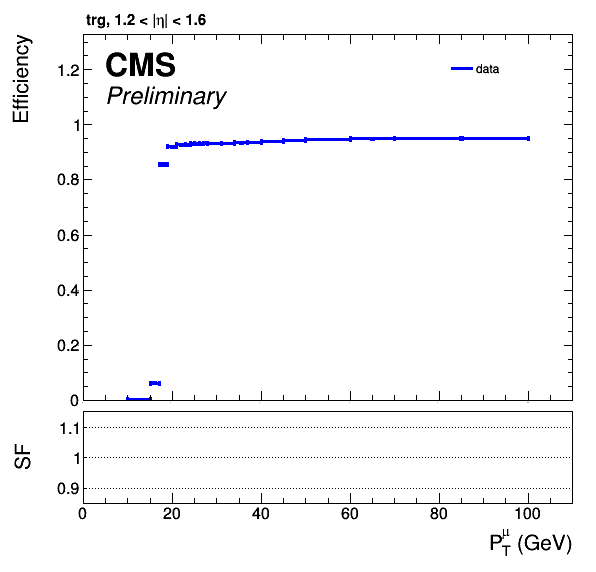 trg, 1.2 < |η| < 1.6
CMS
Preliminary
data
Efficiency
1.2
1
0.8
0.6
0.4
0.2
0
SF
1.1
1
0.9
0 20 40 60 80 100
P_T^μ (GeV)